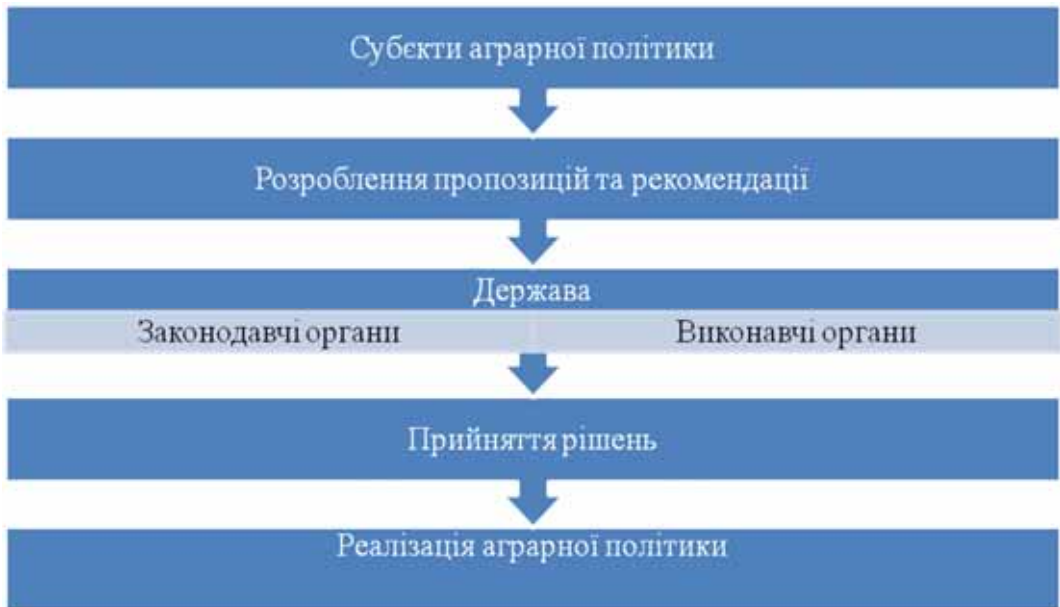 Субєкти аграрної політики
Розроблення пропозицій та рекомендації
Держава
Законодавчі органи
Виконавчі органи
Прийняття рішень
Реалізація аграрної політики